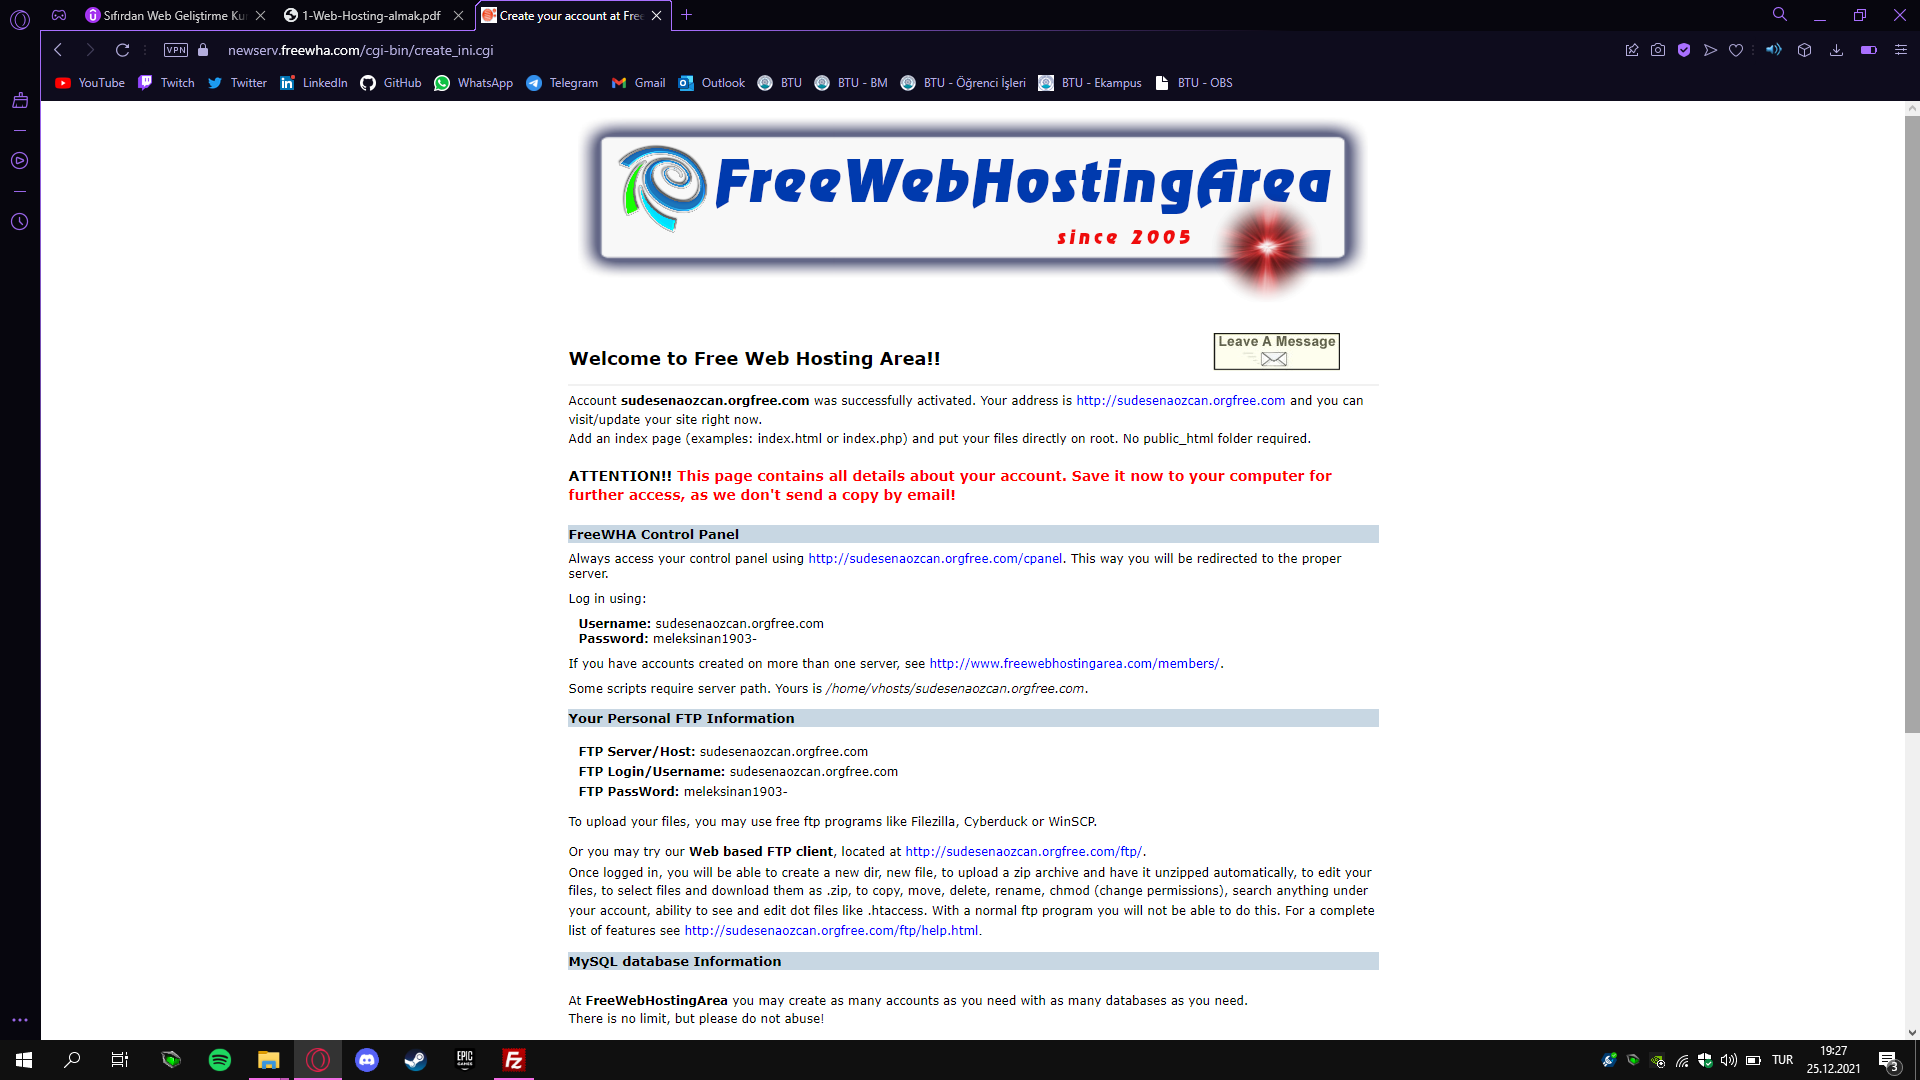 Sıfırdan Web Geliştirme Ku
1-Web-Hosting-almak.pdf
Create your account at Free
VPN
newserv.freewha.com/cgi-bin/create_ini.cgi
YouTube
Twitch
Twitter
LinkedIn
GitHub
WhatsApp
Telegram
Gmail
Outlook
BTU
BTU - BM
BTU - Öğrenci İşleri
BTU - Ekampus
BTU - OBS
FreeWebHostingArea
since 2005
Leave A Message
Welcome to Free Web Hosting Area!!
Account sudesenaozcan.orgfree.com was successfully activated. Your address is http://sudesenaozcan.orgfree.com and you can
visit/update your site right now.
Add an index page (examples: index.html or index.php) and put your files directly on root. No public_html folder required.
ATTENTION!! This page contains all details about your account. Save it now to your computer for
further access, as we don't send a copy by email!
FreeWHA Control Panel
Always access your control panel using http://sudesenaozcan.orgfree.com/cpanel. This way you will be redirected to the proper
server.
Log in using:
Username: sudesenaozcan.orgfree.com
Password: meleksinan1903-
If you have accounts created on more than one server, see http://www.freewebhostingarea.com/members/.
Some scripts require server path. Yours is /home/vhosts/sudesenaozcan.orgfree.com.
Your Personal FTP Information
FTP Server/Host: sudesenaozcan.orgfree.com
FTP Login/Username: sudesenaozcan.orgfree.com
FTP PassWord: meleksinan1903-
To upload your files, you may use free ftp programs like Filezilla, Cyberduck or WinSCP.
Or you may try our Web based FTP client, located at http://sudesenaozcan.orgfree.com/ftp/.
Once logged in, you will be able to create a new dir, new file, to upload a zip archive and have it unzipped automatically, to edit your
files, to select files and download them as .zip, to copy, move, delete, rename, chmod (change permissions), search anything under
your account, ability to see and edit dot files like .htaccess. With a normal ftp program you will not be able to do this. For a complete
list of features see http://sudesenaozcan.orgfree.com/ftp/help.html.
MySQL database Information
At FreeWebHostingArea you may create as many accounts as you need with as many databases as you need.
There is no limit, but please do not abuse!
EPIC
GAMES
Fz
TUR
19:27
25.12.2021
3